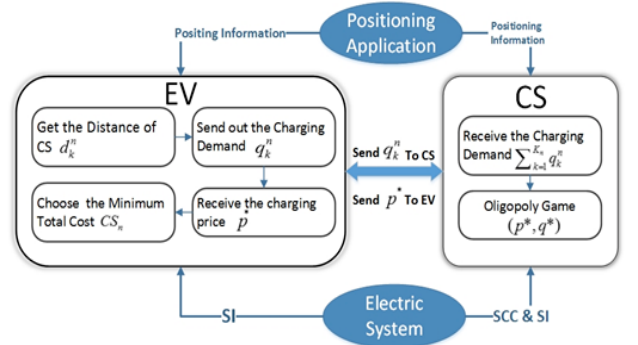 Positioning
Application
Positing Information
Positioning
Information
EV
CS
Get the Distance of
CS d_k^n
Send out the Charging
Demand q_k^n
Choose the Minimum
Total Cost CS_n
Receive the charging
price p^*
Send q_k^n To CS
Send p^* To EV
Receive the Charging
Demand ∑_{k=1}^{K_n} q_k^n
Oligopoly Game
(p*,q*)
Electric
System
SI
SCC & SI